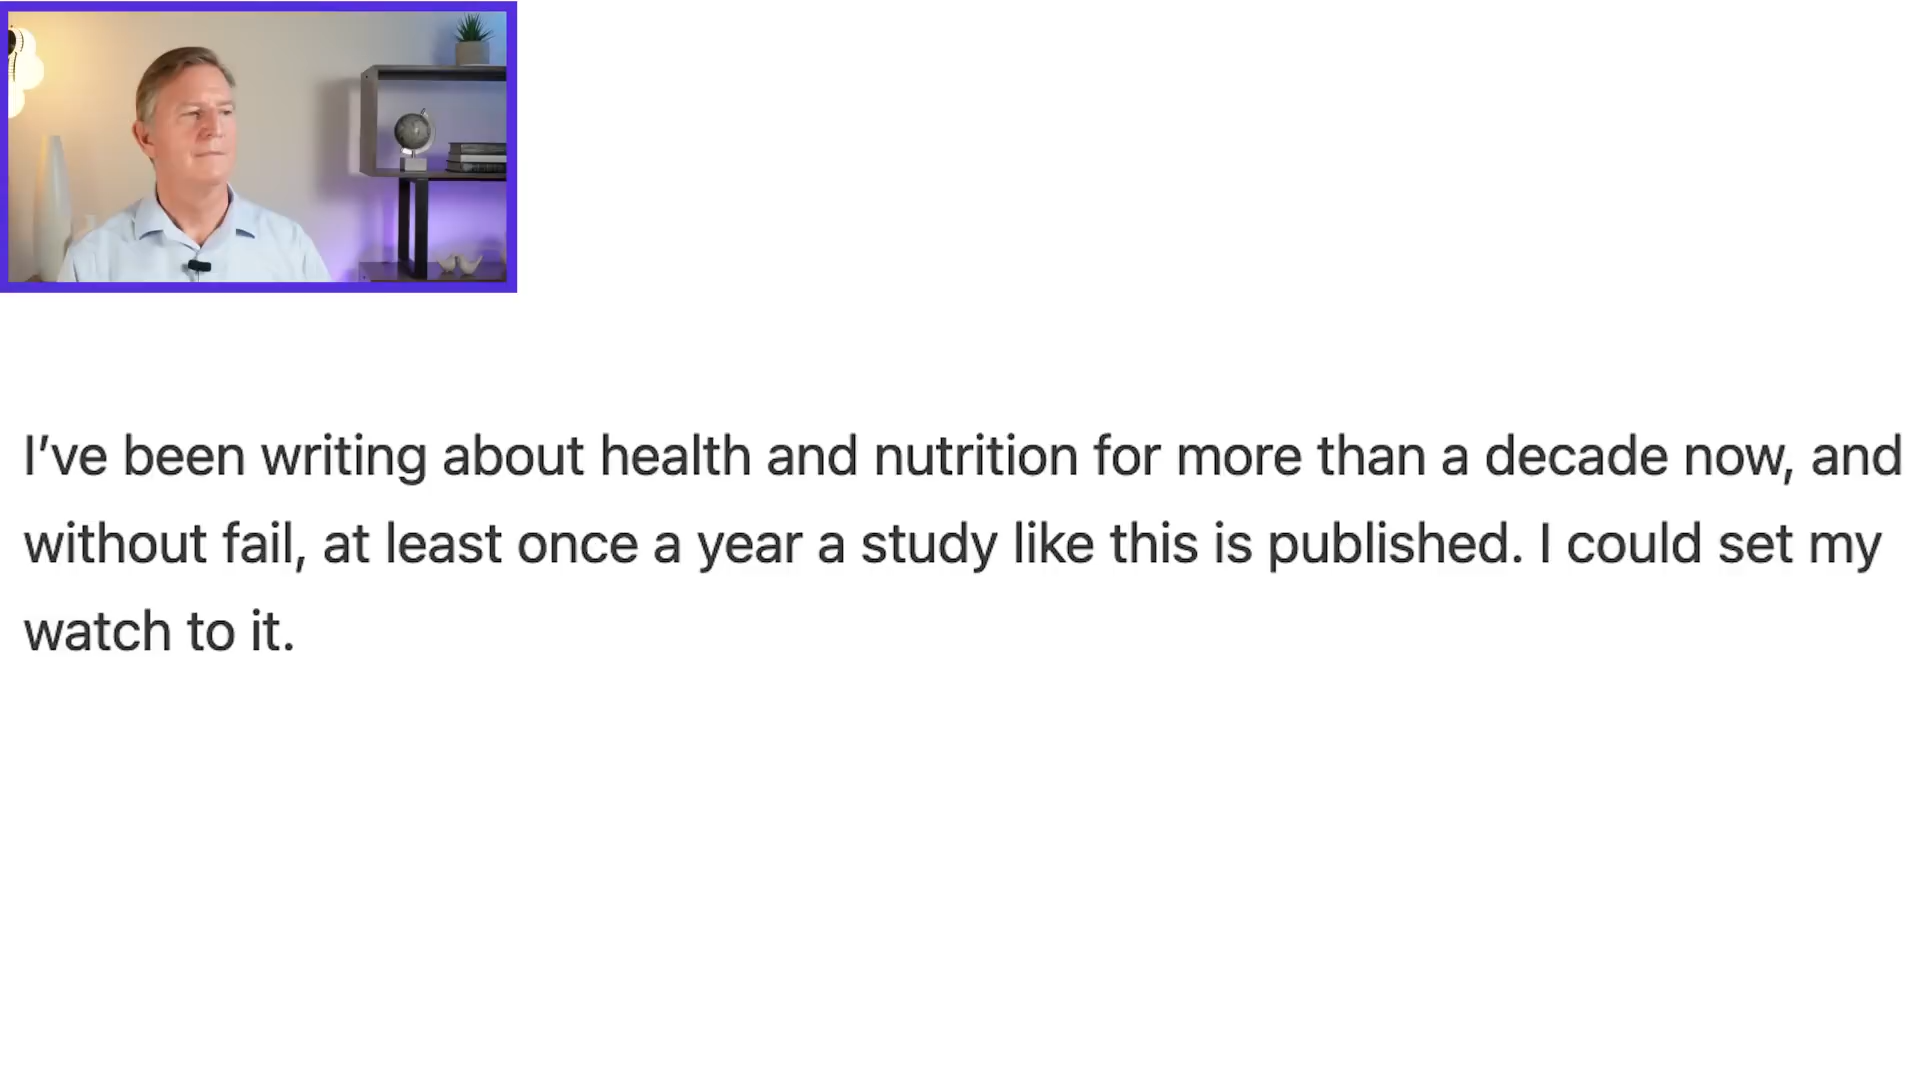 I’ve been writing about health and nutrition for more than a decade now, and
without fail, at least once a year a study like this is published. I could set my
watch to it.